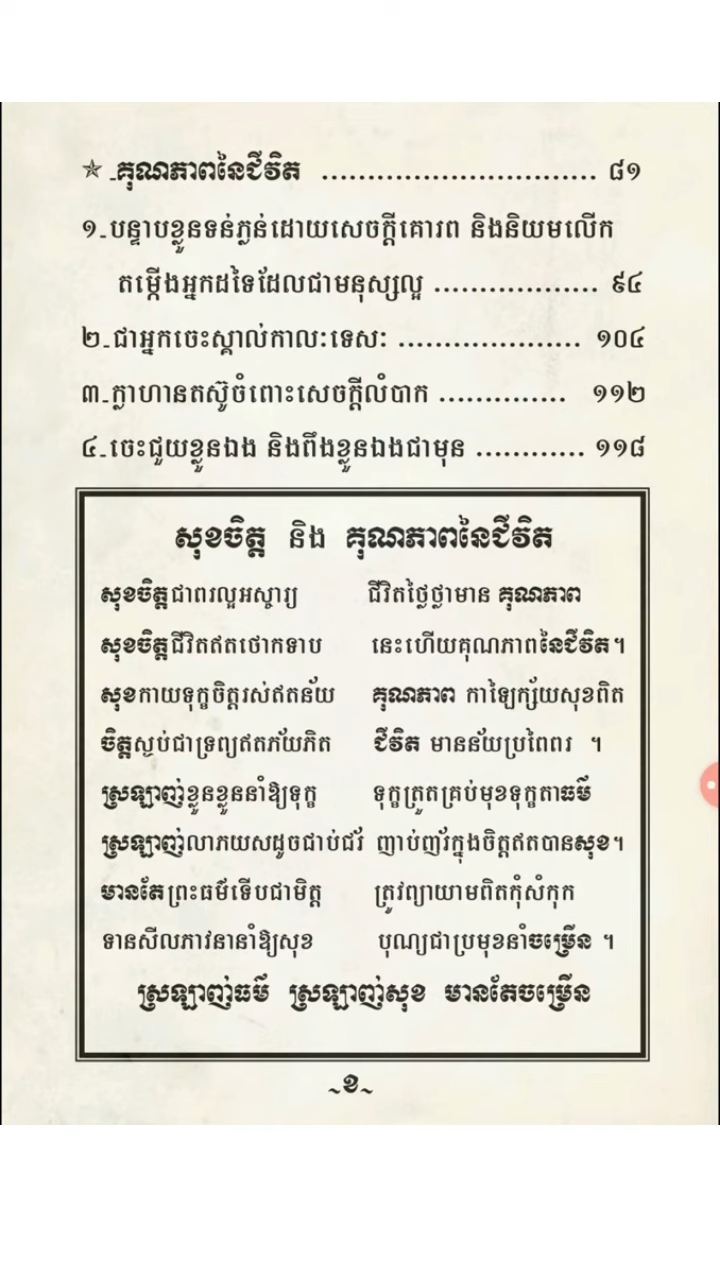 ☆ -គុណភាពនៃជីវិត ............................. ៨១
១-បន្ទាបខ្លួនទន់ភ្លន់ដោយសេចក្តីគោរព និងនិយមលើក
តម្កើងអ្នកដទៃដែលជាមនុស្សល្អ .................. ៩៤
២-ជាអ្នកចេះស្គាល់កាលៈទេសៈ .................... ១០៤
៣-ក្លាហានតស៊ូចំពោះសេចក្តីលំបាក .............. ១១២
៤-ចេះជួយខ្លួនឯង និងពឹងខ្លួនឯងជាមុន ............ ១១៨
សុខចិត្ត និង គុណភាពនៃជីវិត
សុខចិត្តជាពរល្អអស្ចារ្យ ជីវិតថ្លៃថ្លាមាន គុណភាព
សុខចិត្តជីវិតឥតថោកទាប នេះហើយគុណភាពនៃជីវិត។
សុខកាយទុក្ខចិត្តរស់ឥតន័យ គុណភាព កាឡៃក្ស័យសុខពិត
ចិត្តស្ងប់ជាទ្រព្យឥតភយ័ភិត ជីវិត មានន័យប្រពៃពរ ។
ស្រឡាញ់ខ្លួនខ្លួននាំឱ្យទុក្ខ ទុក្ខត្រួតគ្រប់មុខទុក្ខតាធម៌
ស្រឡាញ់លាភយសដូចជាប់ជ័រ ញាប់ញ័រក្នុងចិត្តឥតបានសុខ។
មានតែព្រះធម៌ទើបជាមិត្ត ត្រូវព្យាយាមពិតកុំសំកុក
ទានសីលភាវនានាំឱ្យសុខ បុណ្យជាប្រមុខនាំចម្រើន ។
ស្រឡាញ់ធម៌ ស្រឡាញ់សុខ មានតែចម្រើន
~ខ~